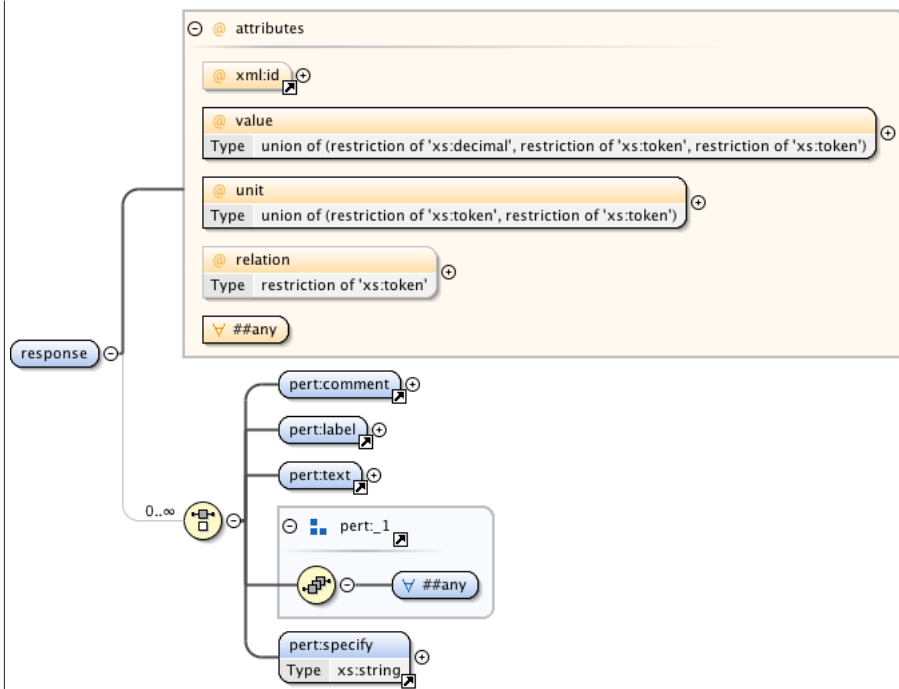 @ attributes
@ xml:id
@ value
Type union of (restriction of 'xs:decimal', restriction of 'xs:token', restriction of 'xs:token')
@ unit
Type union of (restriction of 'xs:token', restriction of 'xs:token')
@ relation
Type restriction of 'xs:token'
∀ ##any
response
pert:comment
pert:label
pert:text
0..∞
pert:_1
∀ ##any
pert:specify
Type xs:string